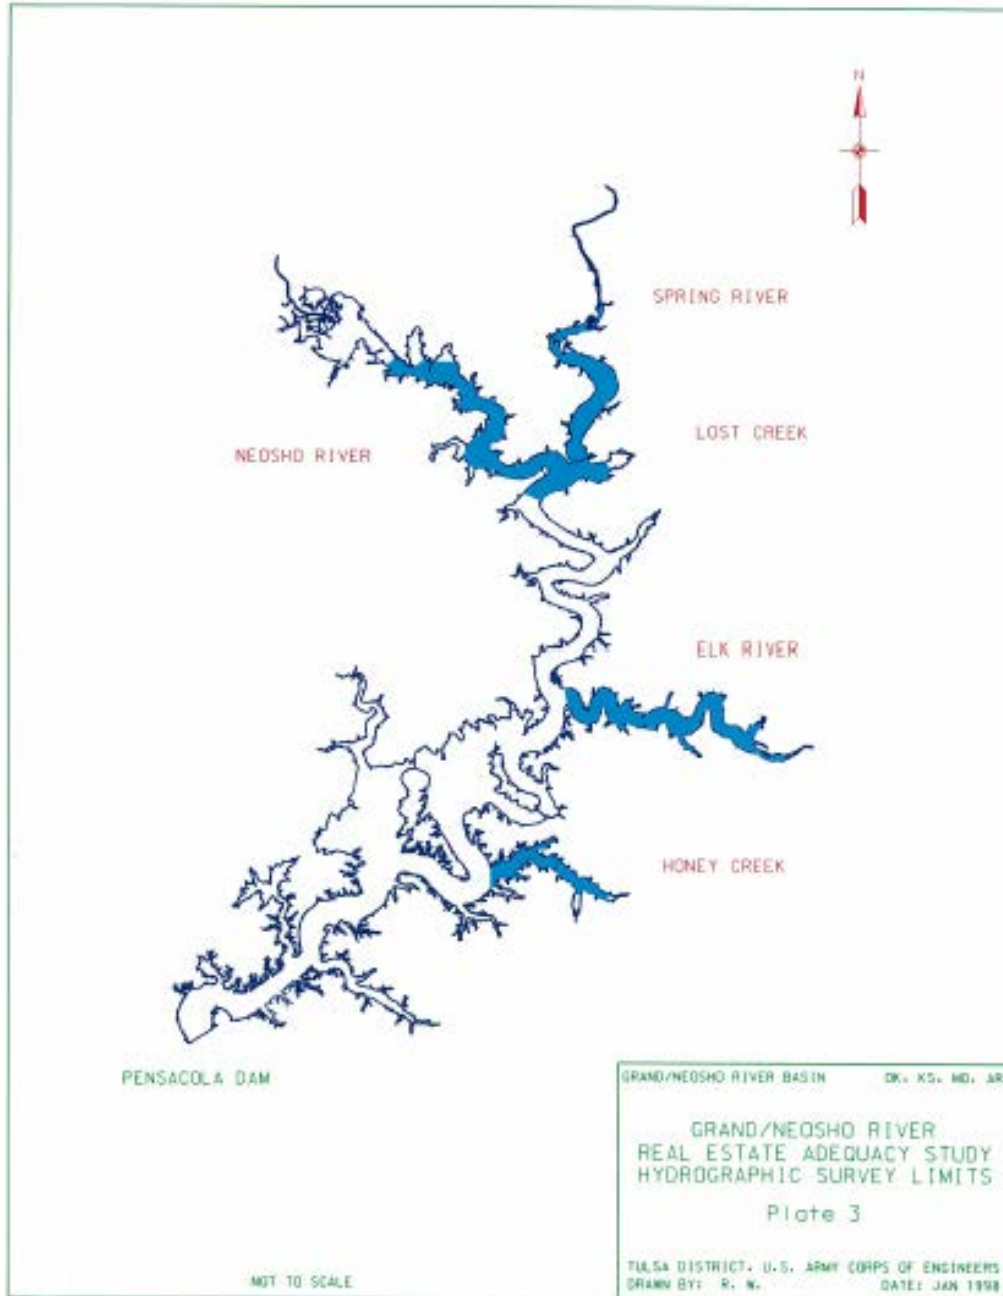 N
SPRING RIVER
LOST CREEK
NEOSHO RIVER
ELK RIVER
HONEY CREEK
PENSACOLA DAM
GRAND/NEOSHO RIVER BASIN OK. KS. MO. AR
GRAND/NEOSHO RIVER
REAL ESTATE ADEQUACY STUDY
HYDROGRAPHIC SURVEY LIMITS
Plate 3
TULSA DISTRICT. U.S. ARMY CORPS OF ENGINEERS
DRAWN BY: R. W. DATE: JAN 1998
NOT TO SCALE